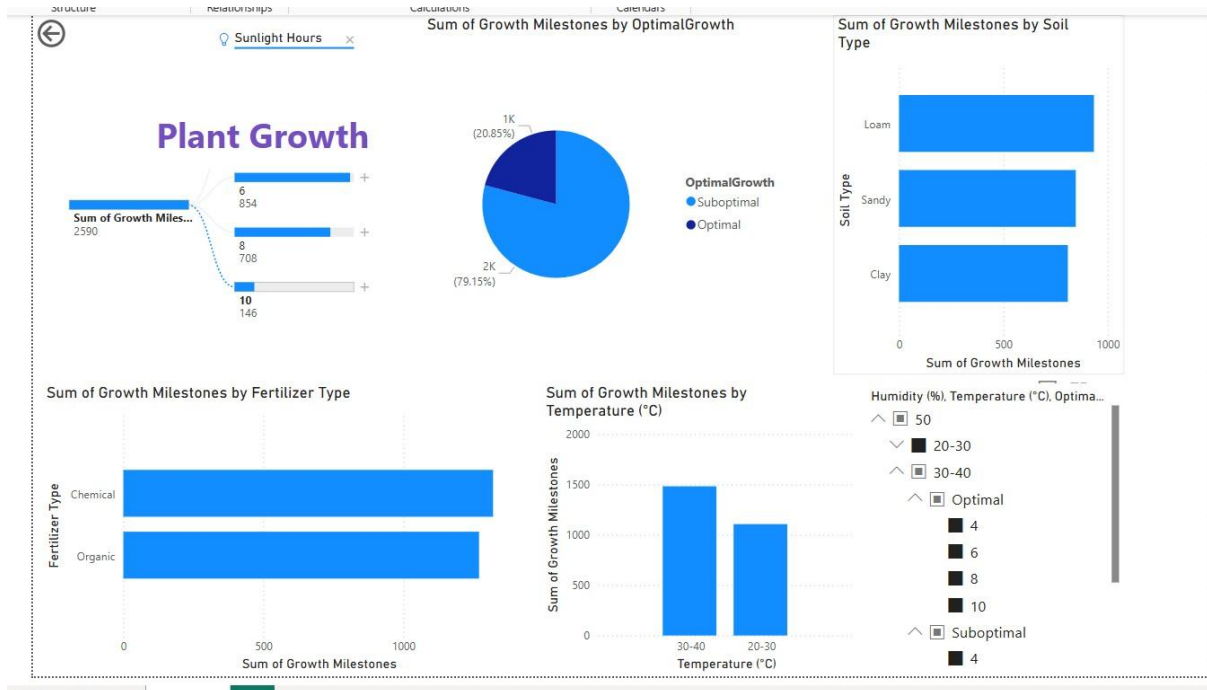 Structure
Relationships
Calculations
Calendars
Sunlight Hours
Plant Growth
Sum of Growth Miles...
2590
6
854
8
708
10
146
Sum of Growth Milestones by OptimalGrowth
1K
(20.85%)
2K
(79.15%)
OptimalGrowth
Suboptimal
Optimal
Sum of Growth Milestones by Soil
Type
Soil Type
Loam
Sandy
Clay
0
500
1000
Sum of Growth Milestones
Sum of Growth Milestones by Fertilizer Type
Fertilizer Type
Chemical
Organic
0
500
1000
Sum of Growth Milestones
Sum of Growth Milestones by
Temperature (°C)
Sum of Growth Milestones
2000
1500
1000
500
0
30-40
20-30
Temperature (°C)
Humidity (%), Temperature (°C), Optima...
50
20-30
30-40
Optimal
4
6
8
10
Suboptimal
4